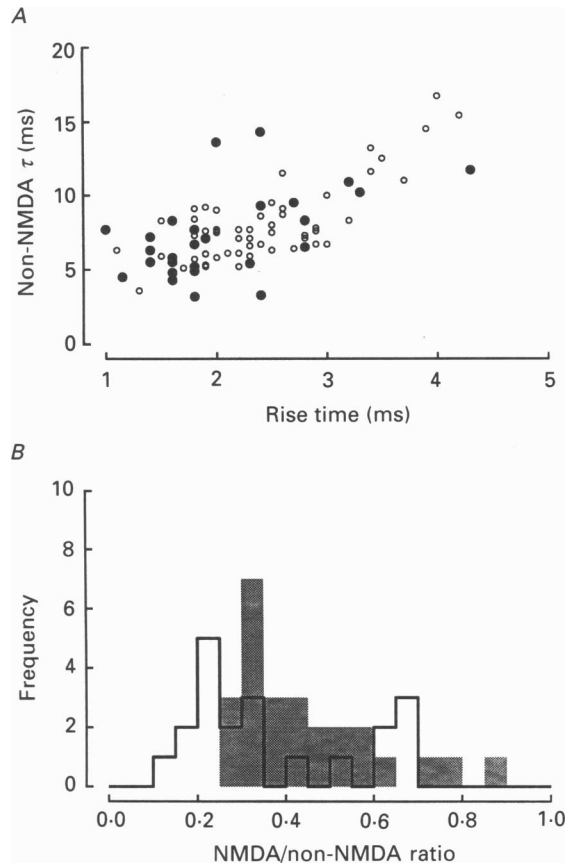 A
20
15
10
5
0
Non-NMDA τ (ms)
1 2 3 4 5
Rise time (ms)
B
10
8
6
4
2
0
Frequency
0·0 0·2 0·4 0·6 0·8 1·0
NMDA/non-NMDA ratio